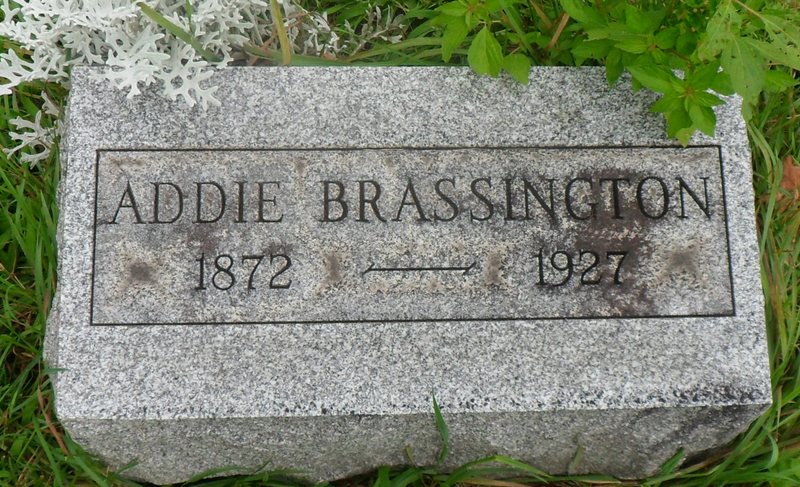 ADDIE BRASSINGTON
1872 — 1927